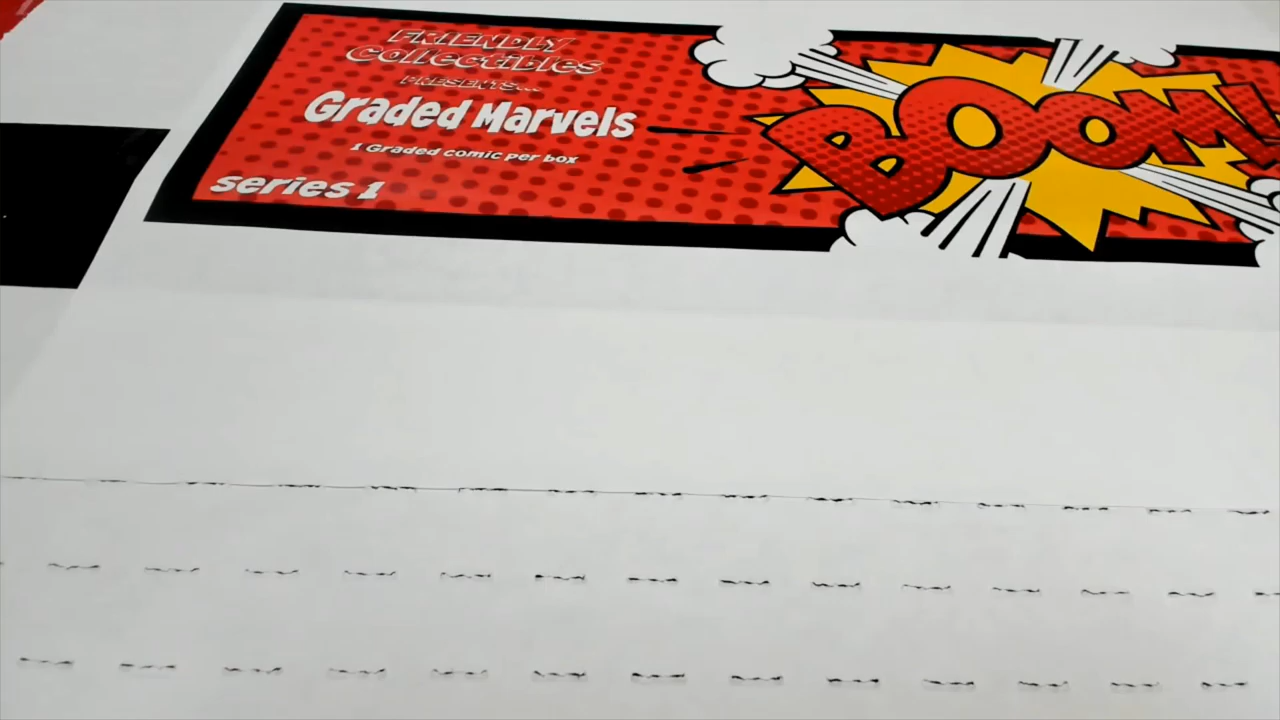 FRIENDLY
Collectibles
PRESENTS...
Graded Marvels
1 Graded comic per box
series 1
BOOM!